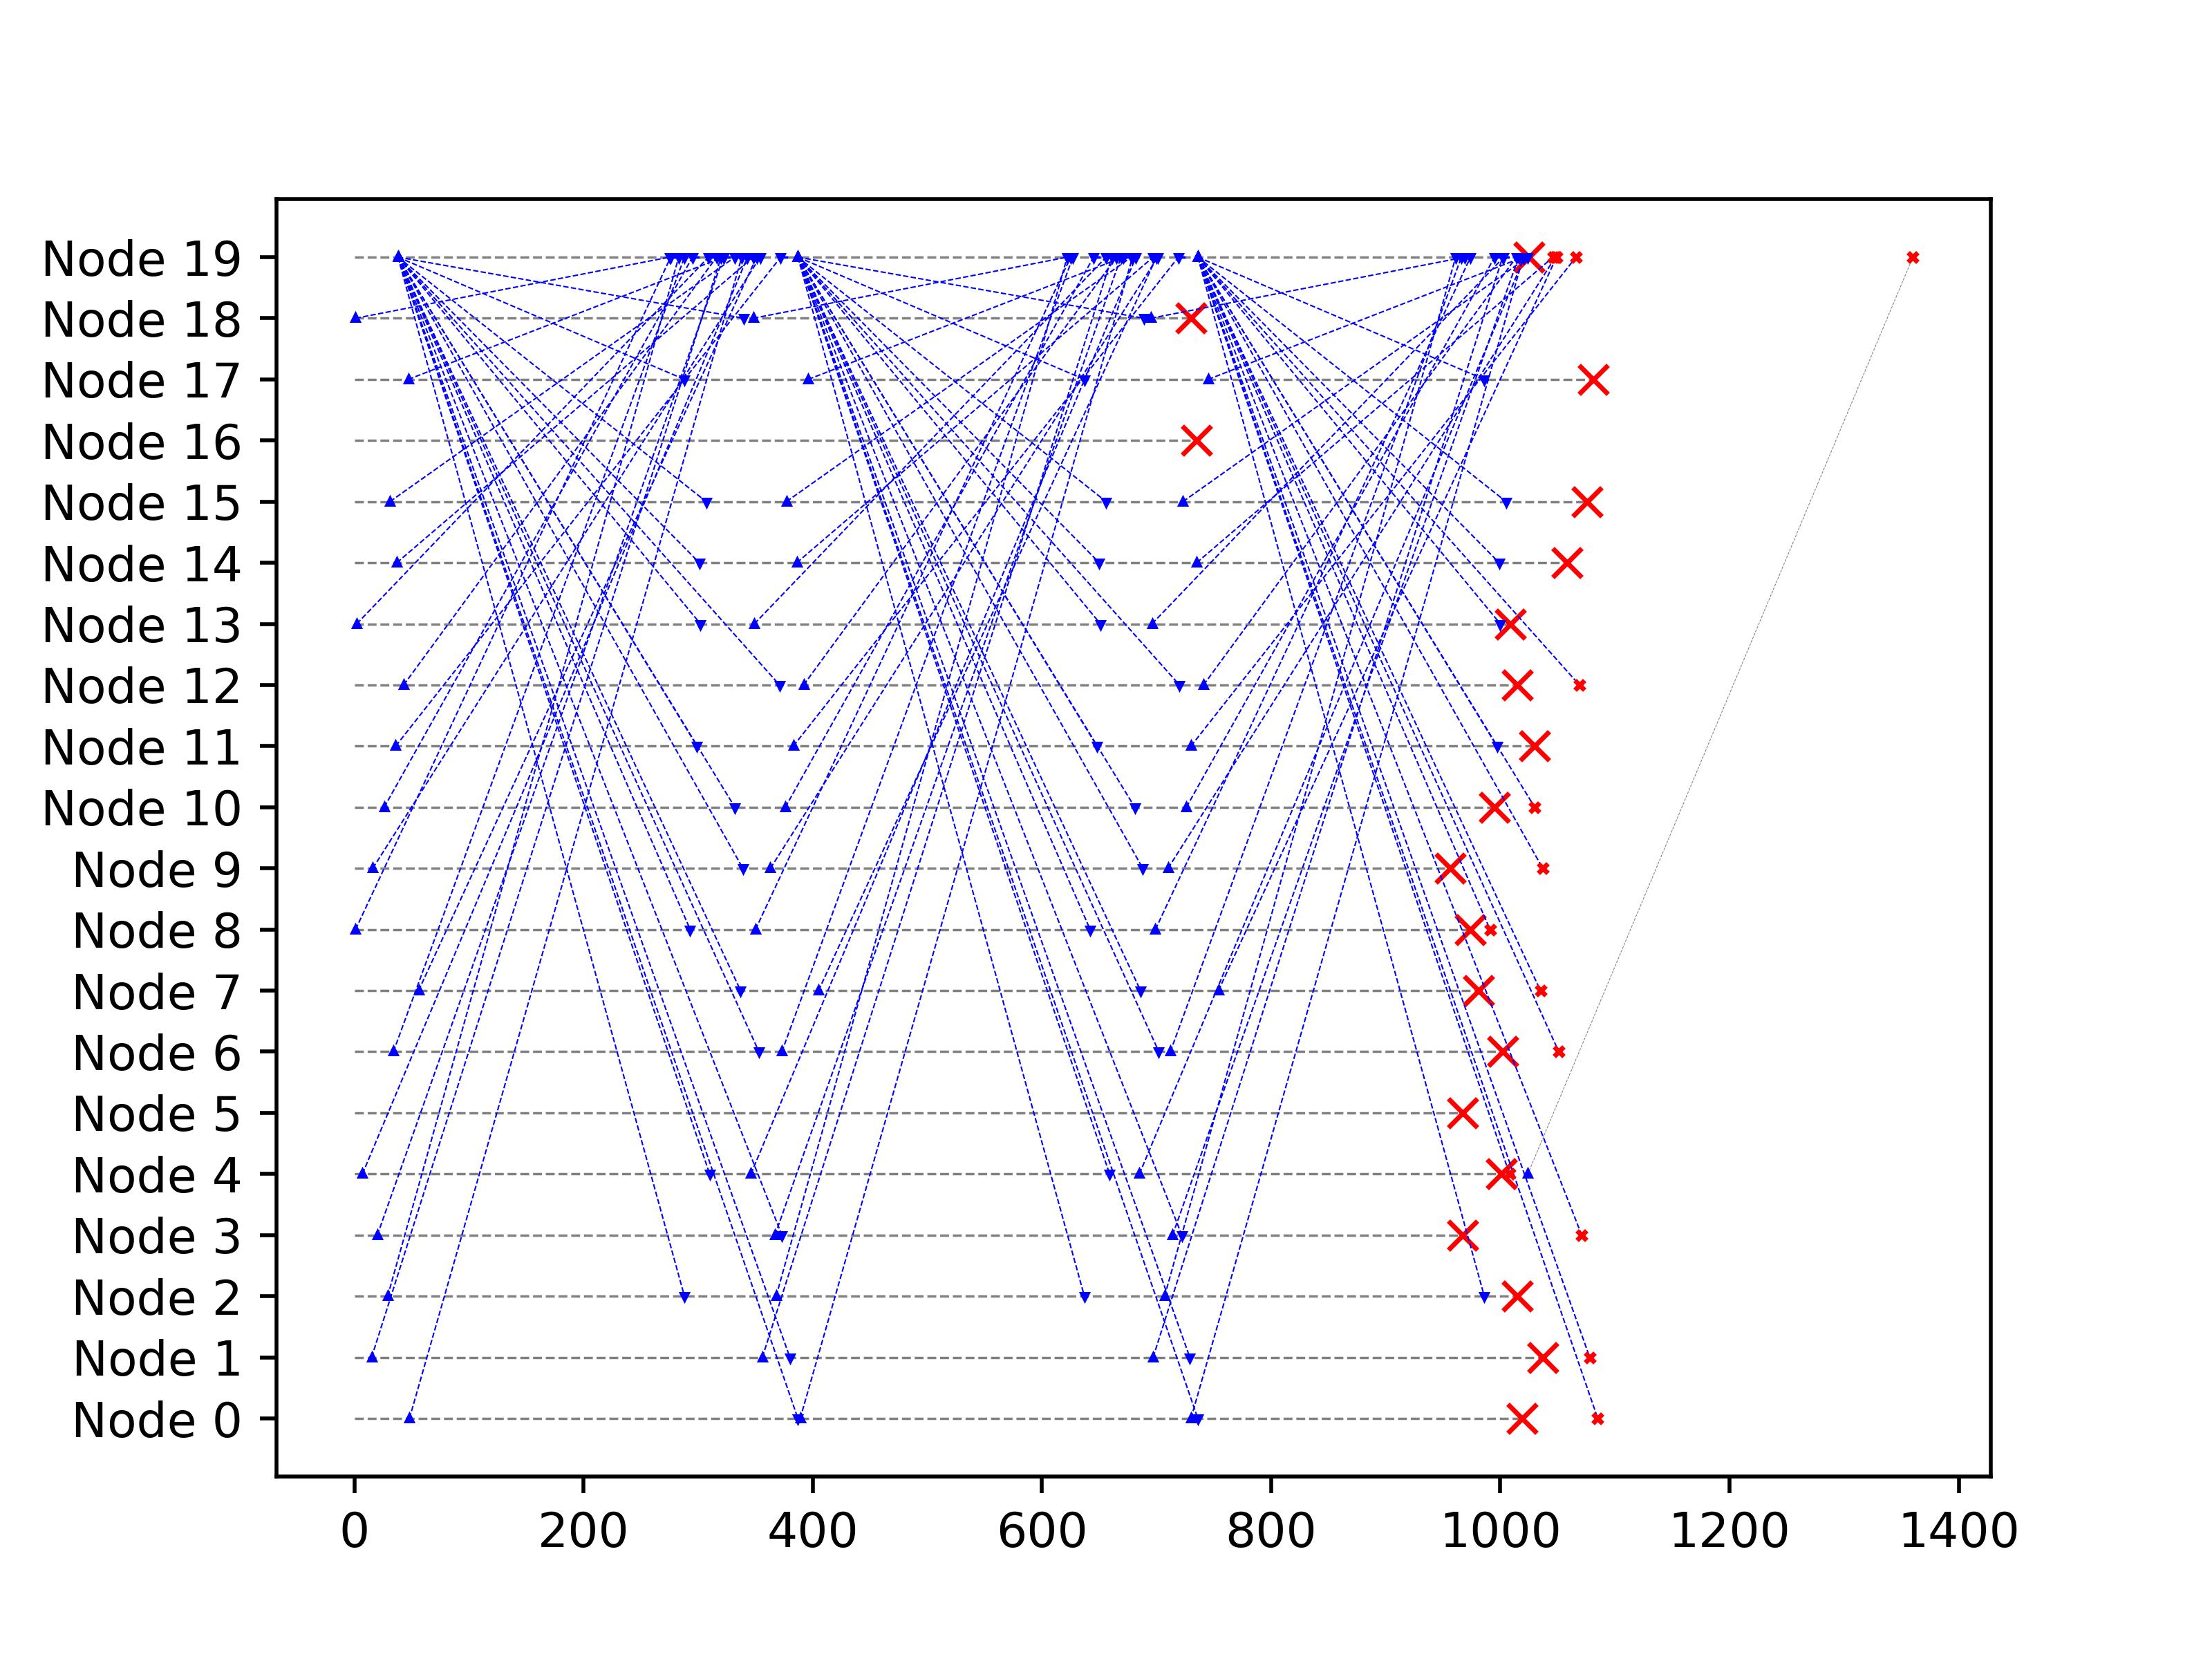 Node 19
Node 18
Node 17
Node 16
Node 15
Node 14
Node 13
Node 12
Node 11
Node 10
Node 9
Node 8
Node 7
Node 6
Node 5
Node 4
Node 3
Node 2
Node 1
Node 0
0 200 400 600 800 1000 1200 1400